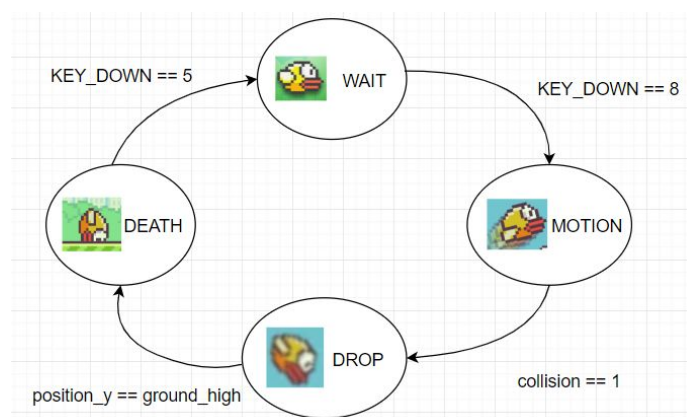 KEY_DOWN == 5
WAIT
KEY_DOWN == 8
DEATH
MOTION
DROP
position_y == ground_high
collision == 1